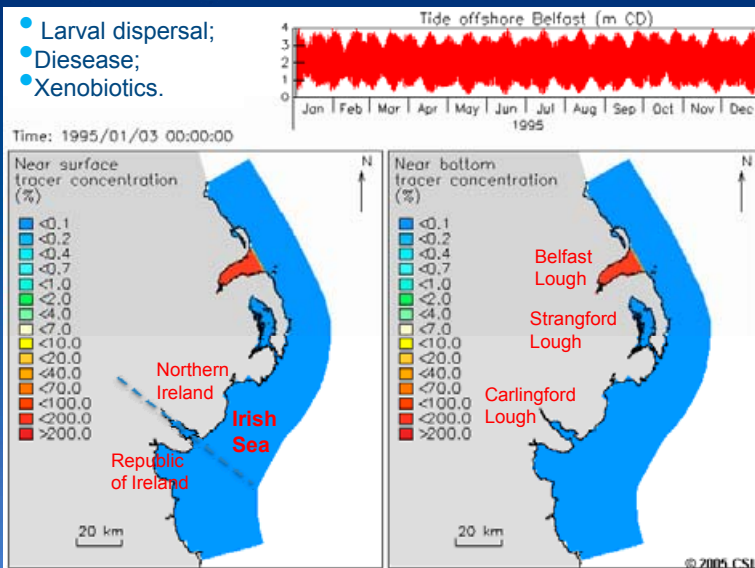 • Larval dispersal;
• Diesease;
• Xenobiotics.
Tide offshore Belfast (m CD)
4
3
2
1
0
Jan Feb Mar Apr May Jun Jul Aug Sep Oct Nov Dec
1995
Time: 1995/01/03 00:00:00
Near surface
tracer concentration
(%)
<0.1
<0.2
<0.4
<0.7
<1.0
<2.0
<4.0
<7.0
<10.0
<20.0
<40.0
<70.0
<100.0
<200.0
>200.0
N
Northern
Ireland
Irish
Sea
Republic
of Ireland
20 km
Near bottom
tracer concentration
(%)
<0.1
<0.2
<0.4
<0.7
<1.0
<2.0
<4.0
<7.0
<10.0
<20.0
<40.0
<70.0
<100.0
<200.0
>200.0
N
Belfast
Lough
Strangford
Lough
Carlingford
Lough
20 km
© 2005 CSI